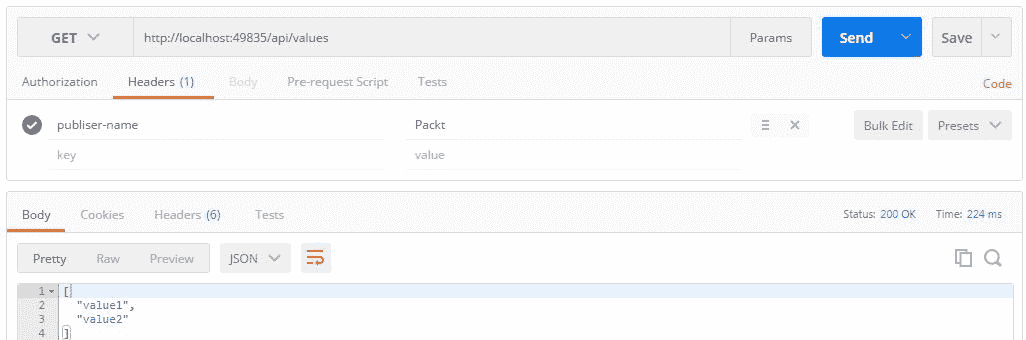 GET http://localhost:49835/api/values Params Send Save
Authorization Headers (1) Body Pre-request Script Tests Code
publiser-name Packt Bulk Edit Presets
key value
Body Cookies Headers (6) Tests Status: 200 OK Time: 224 ms
Pretty Raw Preview JSON
1 [
2 "value1",
3 "value2"
4 ]